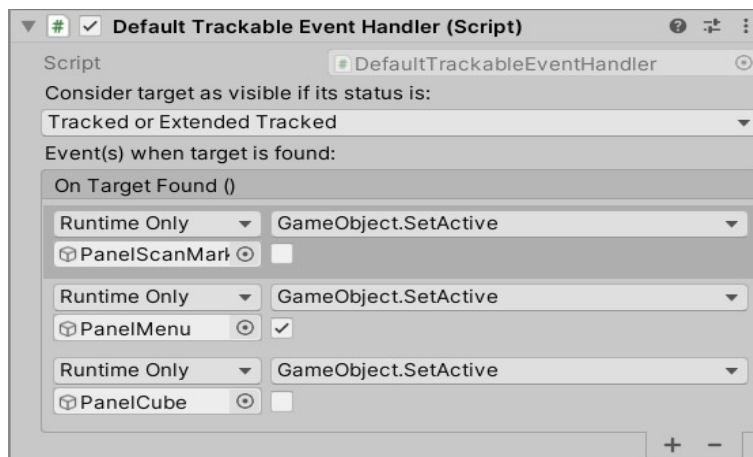 Default Trackable Event Handler (Script)
Script DefaultTrackableEventHandler
Consider target as visible if its status is:
Tracked or Extended Tracked
Event(s) when target is found:
On Target Found ()
Runtime Only GameObject.SetActive
PanelScanMark
Runtime Only GameObject.SetActive
PanelMenu
Runtime Only GameObject.SetActive
PanelCube